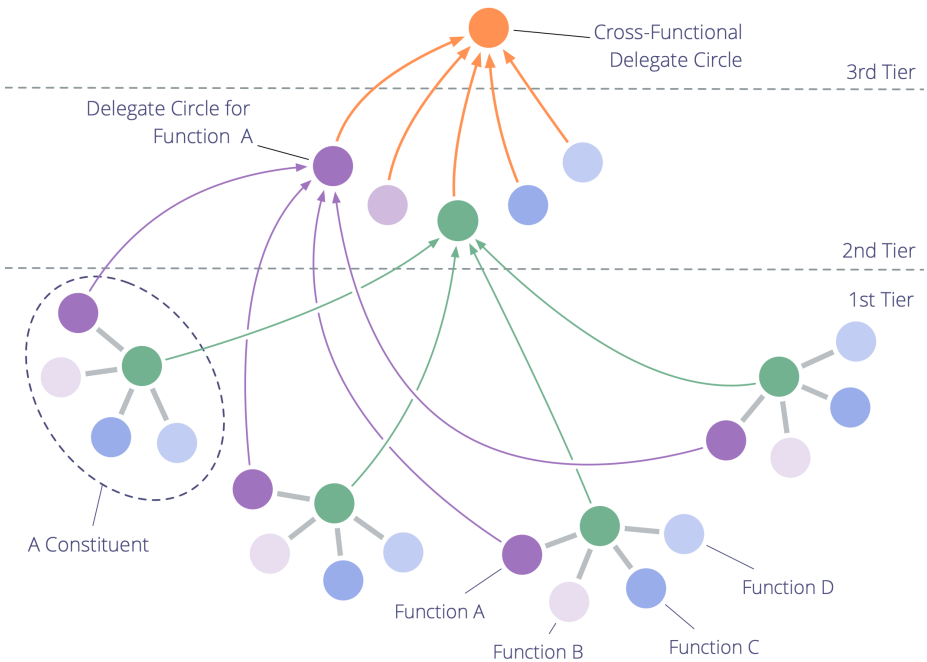 Cross-Functional
Delegate Circle
3rd Tier
Delegate Circle for
Function A
2nd Tier
1st Tier
A Constituent
Function A
Function B
Function C
Function D